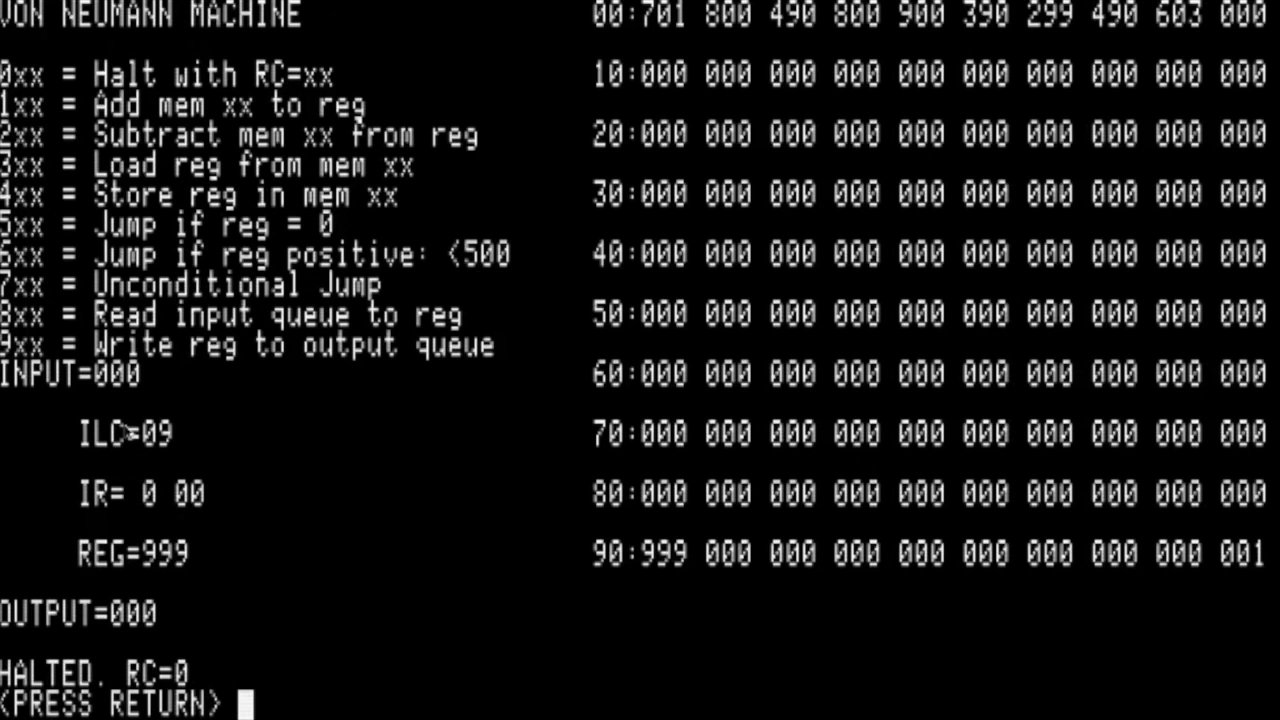 VON NEUMANN MACHINE 00:701 800 490 800 900 390 299 490 603 000
0xx = Halt with RC=xx 10:000 000 000 000 000 000 000 000 000 000
1xx = Add mem xx to reg
2xx = Subtract mem xx from reg 20:000 000 000 000 000 000 000 000 000 000
3xx = Load reg from mem xx
4xx = Store reg in mem xx 30:000 000 000 000 000 000 000 000 000 000
5xx = Jump if reg = 0
6xx = Jump if reg positive: <500 40:000 000 000 000 000 000 000 000 000 000
7xx = Unconditional Jump
8xx = Read input queue to reg 50:000 000 000 000 000 000 000 000 000 000
9xx = Write reg to output queue
INPUT=000 60:000 000 000 000 000 000 000 000 000 000
ILC=09 70:000 000 000 000 000 000 000 000 000 000
IR= 0 00 80:000 000 000 000 000 000 000 000 000 000
REG=999 90:999 000 000 000 000 000 000 000 000 001
OUTPUT=000
HALTED. RC=0
<PRESS RETURN>